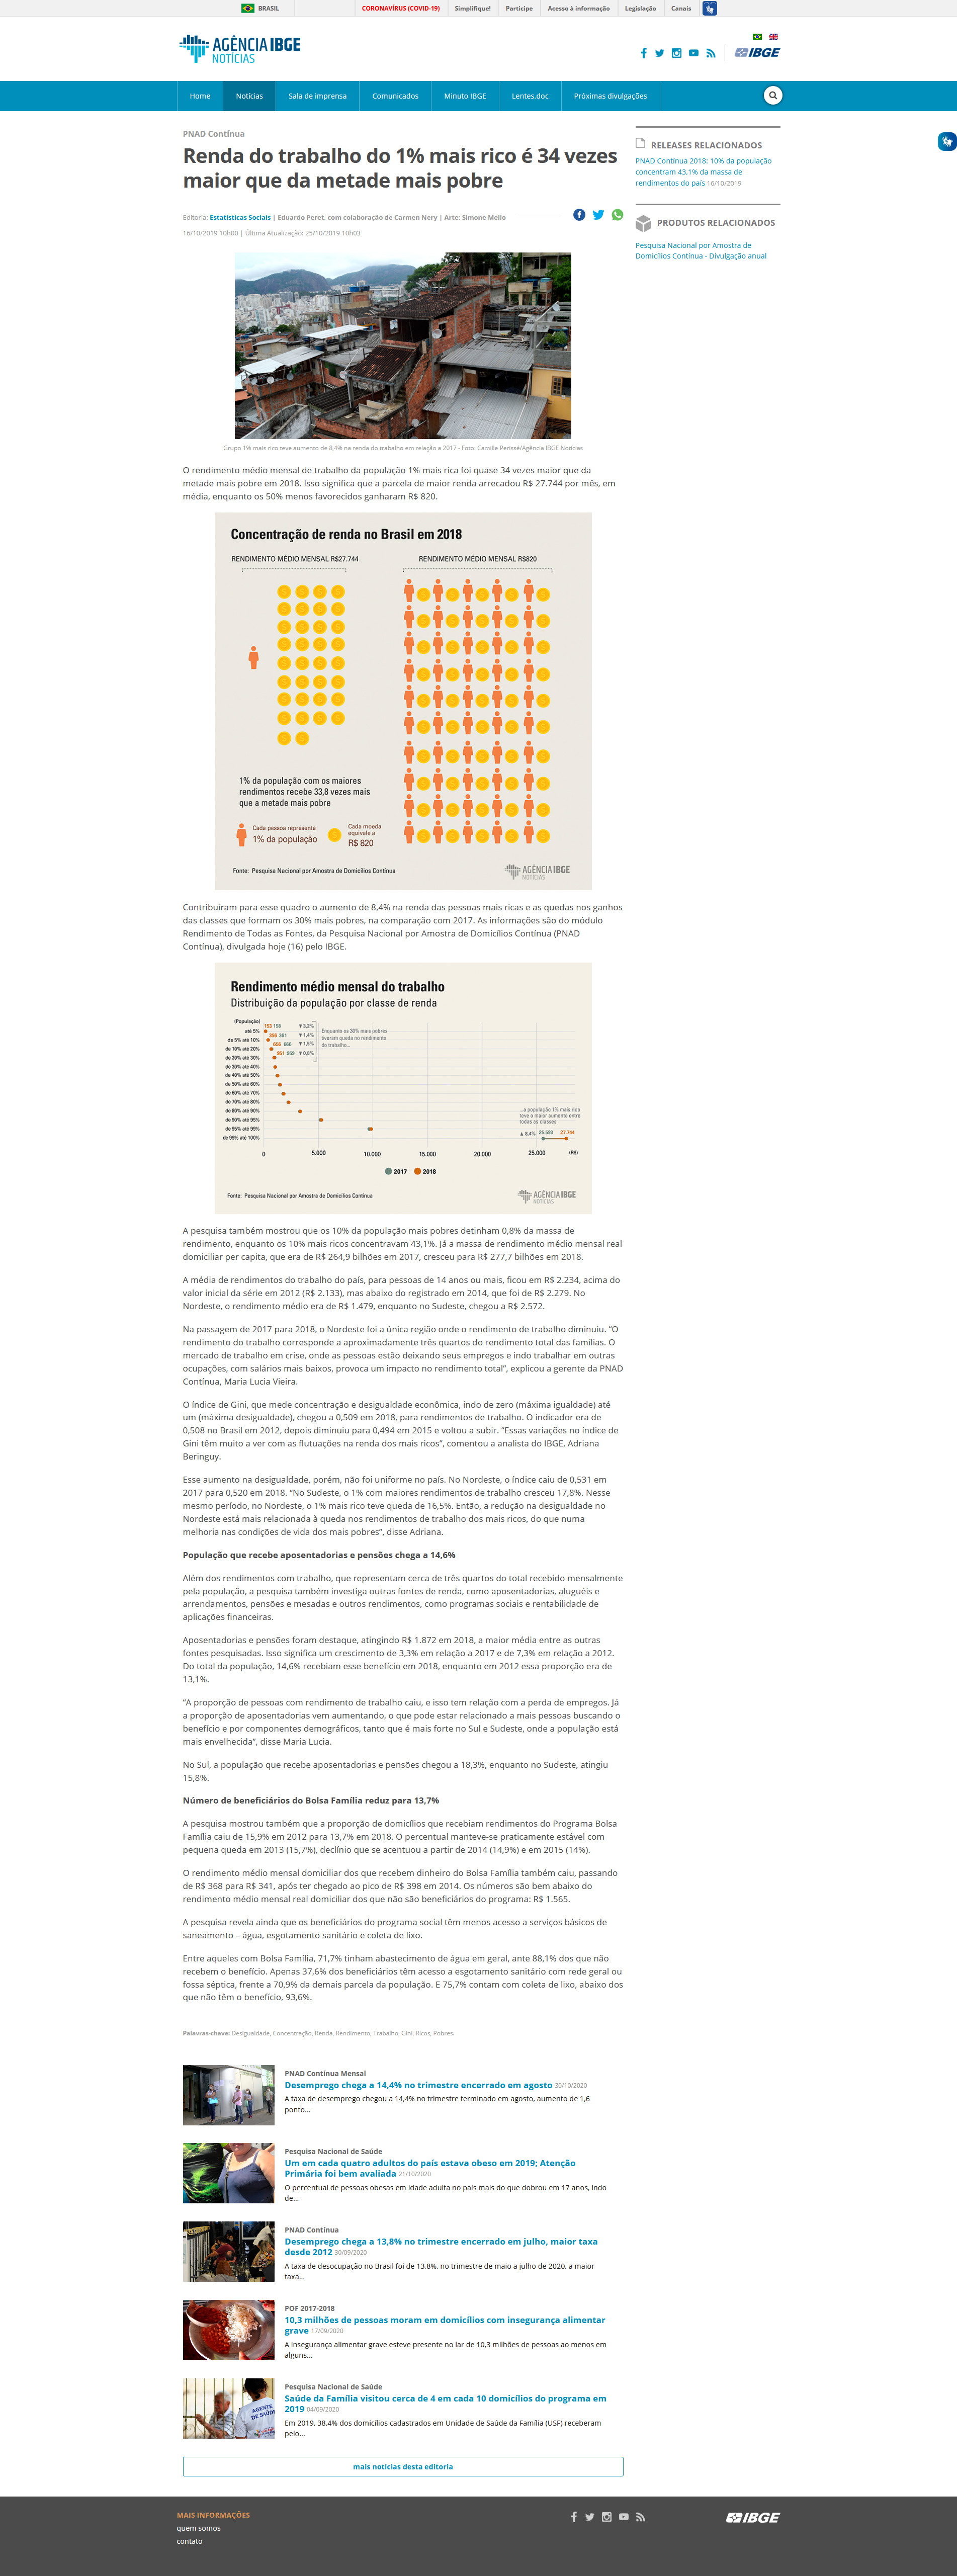 BRASIL
CORONAVÍRUS (COVID-19)
Simplifique!
Participe
Acesso à informação
Legislação
Canais
AGÊNCIA IBGE
NOTÍCIAS
IBGE
Home
Notícias
Sala de imprensa
Comunicados
Minuto IBGE
Lentes.doc
Próximas divulgações
PNAD Contínua
Renda do trabalho do 1% mais rico é 34 vezes
maior que da metade mais pobre
Editoria: Estatísticas Sociais | Eduardo Peret, com colaboração de Carmen Nery | Arte: Simone Mello
16/10/2019 10h00 | Última Atualização: 25/10/2019 10h03
RELEASES RELACIONADOS
PNAD Contínua 2018: 10% da população
concentram 43,1% da massa de
rendimentos do país 16/10/2019
PRODUTOS RELACIONADOS
Pesquisa Nacional por Amostra de
Domicílios Contínua - Divulgação anual
Grupo 1% mais rico teve aumento de 8,4% na renda do trabalho em relação a 2017 - Foto: Camille Perissé/Agência IBGE Notícias
O rendimento médio mensal de trabalho da população 1% mais rica foi quase 34 vezes maior que da
metade mais pobre em 2018. Isso significa que a parcela de maior renda arrecadou R$ 27.744 por mês, em
média, enquanto os 50% menos favorecidos ganharam R$ 820.
Concentração de renda no Brasil em 2018
RENDIMENTO MÉDIO MENSAL R$27.744
RENDIMENTO MÉDIO MENSAL R$820
1% da população com os maiores
rendimentos recebe 33,8 vezes mais
que a metade mais pobre
Cada pessoa representa
1% da população
Cada moeda
equivale a
R$ 820
Fonte: Pesquisa Nacional por Amostra de Domicílios Contínua
AGÊNCIA IBGE
NOTÍCIAS
Contribuíram para esse quadro o aumento de 8,4% na renda das pessoas mais ricas e as quedas nos ganhos
das classes que formam os 30% mais pobres, na comparação com 2017. As informações são do módulo
Rendimento de Todas as Fontes, da Pesquisa Nacional por Amostra de Domicílios Contínua (PNAD
Contínua), divulgada hoje (16) pelo IBGE.
Rendimento médio mensal do trabalho
Distribuição da população por classe de renda
(População)
até 5% 153 158 ▼3,2%
de 5% até 10% 356 361 ▼1,4%
de 10% até 20% 656 666 ▼1,5%
de 20% até 30% 951 959 ▼0,8%
Enquanto os 30% mais pobres
tiveram queda no rendimento
do trabalho...
de 30% até 40%
de 40% até 50%
de 50% até 60%
de 60% até 70%
de 70% até 80%
de 80% até 90%
de 90% até 95%
de 95% até 99%
de 99% até 100%
...a população 1% mais rica
teve o maior aumento entre
todas as classes
▲ 8,4% 25.593 27.744
0 5.000 10.000 15.000 20.000 25.000 (R$)
2017 2018
Fonte: Pesquisa Nacional por Amostra de Domicílios Contínua
AGÊNCIA IBGE
NOTÍCIAS
A pesquisa também mostrou que os 10% da população mais pobres detinham 0,8% da massa de
rendimento, enquanto os 10% mais ricos concentravam 43,1%. Já a massa de rendimento médio mensal real
domiciliar per capita, que era de R$ 264,9 bilhões em 2017, cresceu para R$ 277,7 bilhões em 2018.
A média de rendimentos do trabalho do país, para pessoas de 14 anos ou mais, ficou em R$ 2.234, acima do
valor inicial da série em 2012 (R$ 2.133), mas abaixo do registrado em 2014, que foi de R$ 2.279. No
Nordeste, o rendimento médio era de R$ 1.479, enquanto no Sudeste, chegou a R$ 2.572.
Na passagem de 2017 para 2018, o Nordeste foi a única região onde o rendimento de trabalho diminuiu. “O
rendimento do trabalho corresponde a aproximadamente três quartos do rendimento total das famílias. O
mercado de trabalho em crise, onde as pessoas estão deixando seus empregos e indo trabalhar em outras
ocupações, com salários mais baixos, provoca um impacto no rendimento total”, explicou a gerente da PNAD
Contínua, Maria Lucia Vieira.
O índice de Gini, que mede concentração e desigualdade econômica, indo de zero (máxima igualdade) até
um (máxima desigualdade), chegou a 0,509 em 2018, para rendimentos de trabalho. O indicador era de
0,508 no Brasil em 2012, depois diminuiu para 0,494 em 2015 e voltou a subir. “Essas variações no índice de
Gini têm muito a ver com as flutuações na renda dos mais ricos”, comentou a analista do IBGE, Adriana
Beringuy.
Esse aumento na desigualdade, porém, não foi uniforme no país. No Nordeste, o índice caiu de 0,531 em
2017 para 0,520 em 2018. “No Sudeste, o 1% com maiores rendimentos de trabalho cresceu 17,8%. Nesse
mesmo período, no Nordeste, o 1% mais rico teve queda de 16,5%. Então, a redução na desigualdade no
Nordeste está mais relacionada à queda nos rendimentos de trabalho dos mais ricos, do que numa
melhoria nas condições de vida dos mais pobres”, disse Adriana.
População que recebe aposentadorias e pensões chega a 14,6%
Além dos rendimentos com trabalho, que representam cerca de três quartos do total recebido mensalmente
pela população, a pesquisa também investiga outras fontes de renda, como aposentadorias, aluguéis e
arrendamentos, pensões e mesadas e outros rendimentos, como programas sociais e rentabilidade de
aplicações financeiras.
Aposentadorias e pensões foram destaque, atingindo R$ 1.872 em 2018, a maior média entre as outras
fontes pesquisadas. Isso significa um crescimento de 3,3% em relação a 2017 e de 7,3% em relação a 2012.
Do total da população, 14,6% recebiam esse benefício em 2018, enquanto em 2012 essa proporção era de
13,1%.
“A proporção de pessoas com rendimento de trabalho caiu, e isso tem relação com a perda de empregos. Já
a proporção de aposentadorias vem aumentando, o que pode estar relacionado a mais pessoas buscando o
benefício e por componentes demográficos, tanto que é mais forte no Sul e Sudeste, onde a população está
mais envelhecida”, disse Maria Lucia.
No Sul, a população que recebe aposentadorias e pensões chegou a 18,3%, enquanto no Sudeste, atingiu
15,8%.
Número de beneficiários do Bolsa Família reduz para 13,7%
A pesquisa mostrou também que a proporção de domicílios que recebiam rendimentos do Programa Bolsa
Família caiu de 15,9% em 2012 para 13,7% em 2018. O percentual manteve-se praticamente estável com
pequena queda em 2013 (15,7%), declínio que se acentuou a partir de 2014 (14,9%) e em 2015 (14%).
O rendimento médio mensal domiciliar dos que recebem dinheiro do Bolsa Família também caiu, passando
de R$ 368 para R$ 341, após ter chegado ao pico de R$ 398 em 2014. Os números são bem abaixo do
rendimento médio mensal real domiciliar dos que não são beneficiários do programa: R$ 1.565.
A pesquisa revela ainda que os beneficiários do programa social têm menos acesso a serviços básicos de
saneamento – água, esgotamento sanitário e coleta de lixo.
Entre aqueles com Bolsa Família, 71,7% tinham abastecimento de água em geral, ante 88,1% dos que não
recebem o benefício. Apenas 37,6% dos beneficiários têm acesso a esgotamento sanitário com rede geral ou
fossa séptica, frente a 70,9% da demais parcela da população. E 75,7% contam com coleta de lixo, abaixo dos
que não têm o benefício, 93,6%.
Palavras-chave: Desigualdade, Concentração, Renda, Rendimento, Trabalho, Gini, Ricos, Pobres.
PNAD Contínua Mensal
Desemprego chega a 14,4% no trimestre encerrado em agosto 30/10/2020
A taxa de desemprego chegou a 14,4% no trimestre terminado em agosto, aumento de 1,6
ponto...
Pesquisa Nacional de Saúde
Um em cada quatro adultos do país estava obeso em 2019; Atenção
Primária foi bem avaliada 21/10/2020
O percentual de pessoas obesas em idade adulta no país mais do que dobrou em 17 anos, indo
de...
PNAD Contínua
Desemprego chega a 13,8% no trimestre encerrado em julho, maior taxa
desde 2012 30/09/2020
A taxa de desocupação no Brasil foi de 13,8%, no trimestre de maio a julho de 2020, a maior
taxa...
POF 2017-2018
10,3 milhões de pessoas moram em domicílios com insegurança alimentar
grave 17/09/2020
A insegurança alimentar grave esteve presente no lar de 10,3 milhões de pessoas ao menos em
alguns...
AGENTE
DE SAÚDE
Pesquisa Nacional de Saúde
Saúde da Família visitou cerca de 4 em cada 10 domicílios do programa em
2019 04/09/2020
Em 2019, 38,4% dos domicílios cadastrados em Unidade de Saúde da Família (USF) receberam
pelo...
mais notícias desta editoria
MAIS INFORMAÇÕES
quem somos
contato
IBGE